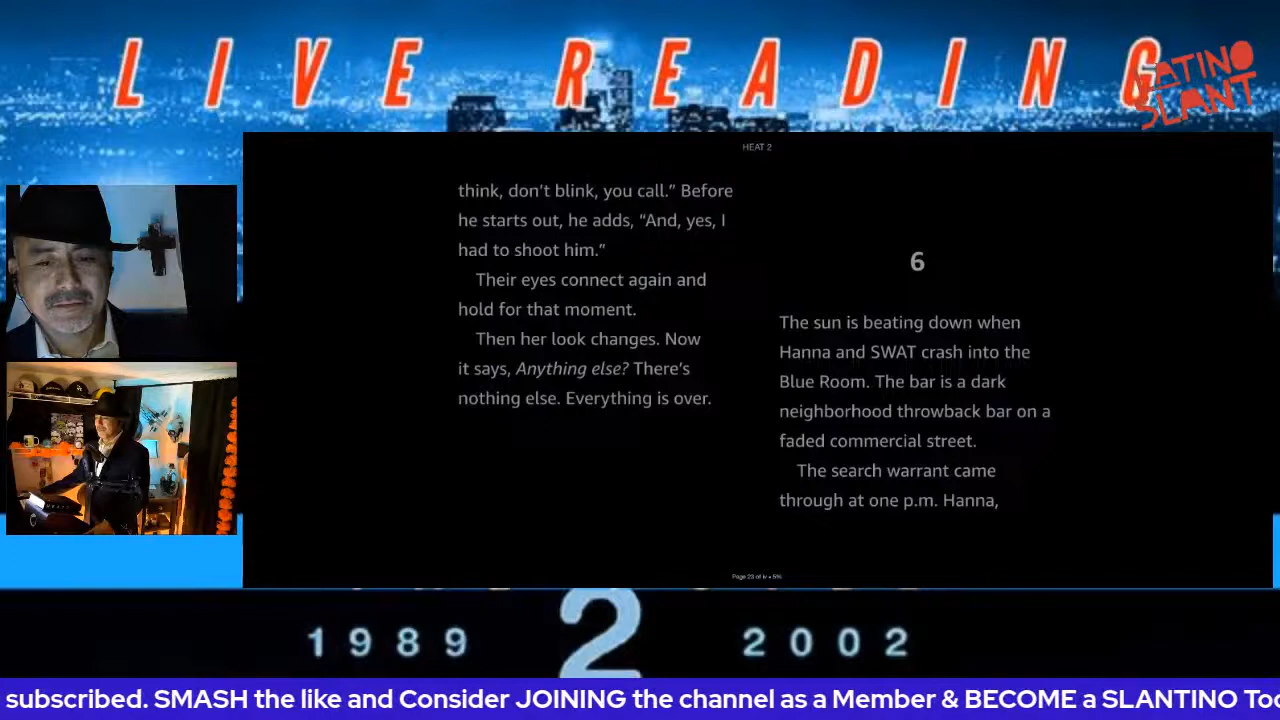 LIVE READING
LATINO
SLANT
HEAT 2
think, don't blink, you call.” Before
he starts out, he adds, “And, yes, I
had to shoot him.”
Their eyes connect again and
hold for that moment.
Then her look changes. Now
it says, Anything else? There's
nothing else. Everything is over.
6
The sun is beating down when
Hanna and SWAT crash into the
Blue Room. The bar is a dark
neighborhood throwback bar on a
faded commercial street.
The search warrant came
through at one p.m. Hanna,
Page 23 of iv • 5%
1989 2 2002
subscribed. SMASH the like and Consider JOINING the channel as a Member & BECOME a SLANTINO Too